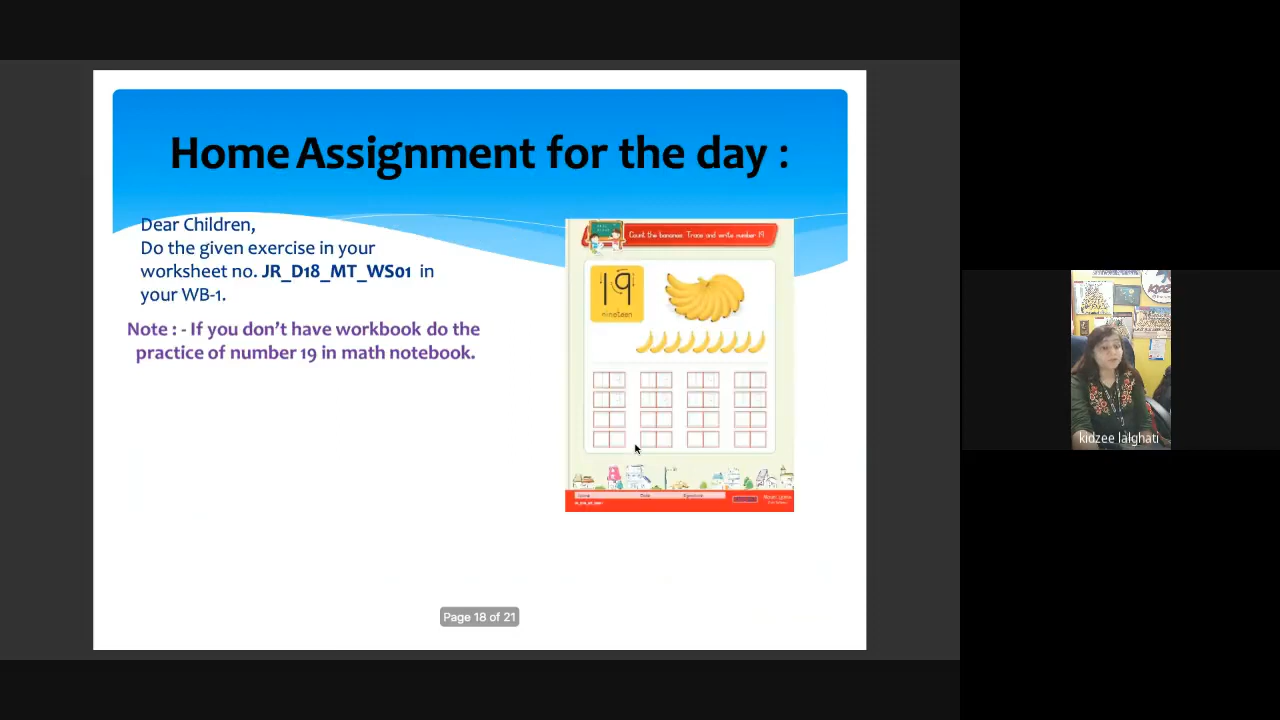 Home Assignment for the day :
Dear Children,
Do the given exercise in your
worksheet no. JR_D18_MT_WS01 in
your WB-1.
Note : - If you don't have workbook do the
practice of number 19 in math notebook.
Count the bananas. Trace and write number 19
19
nineteen
Page 18 of 21
kidzee lalghati